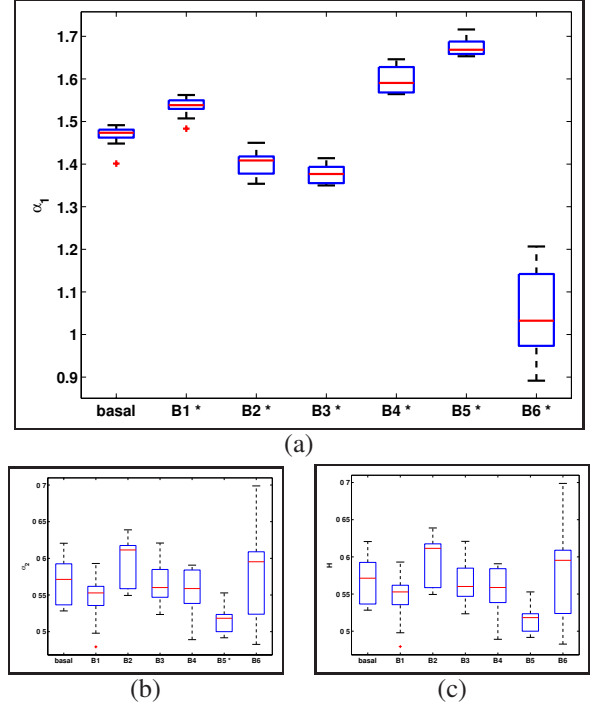 1.7
1.6
1.5
1.4
1.3
1.2
1.1
1
0.9
α1
basal B1 * B2 * B3 * B4 * B5 * B6 *
(a)
0 7
0 65
0 6
0 55
0 5
α2
basal B1 B2 B3 B4 B5 * B6
(b)
0 7
0 65
0 6
0 55
0 5
H
basal B1 B2 B3 B4 B5 B6
(c)